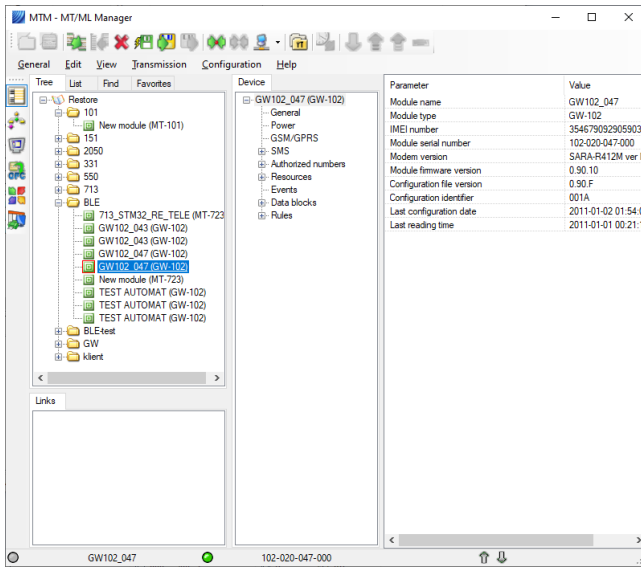 MTM - MT/ML Manager
General Edit View Transmission Configuration Help
Tree List Find Favorites
Restore
101
New module (MT-101)
151
2050
331
550
713
BLE
713_STM32_RE_TELE (MT-723
GW102_043 (GW-102)
GW102_043 (GW-102)
GW102_047 (GW-102)
GW102_047 (GW-102)
New module (MT-723)
TEST AUTOMAT (GW-102)
TEST AUTOMAT (GW-102)
TEST AUTOMAT (GW-102)
BLE-test
GW
klient
Links
Device
GW102_047 (GW-102)
General
Power
GSM/GPRS
SMS
Authorized numbers
Resources
Events
Data blocks
Rules
Parameter Value
Module name GW102_047
Module type GW-102
IMEI number 354679092905903
Module serial number 102-020-047-000
Modem version SARA-R412M ver
Module firmware version 0.90.10
Configuration file version 0.90.F
Configuration identifier 001A
Last configuration date 2011-01-02 01:54:0
Last reading time 2011-01-01 00:21:1
GW102_047 102-020-047-000